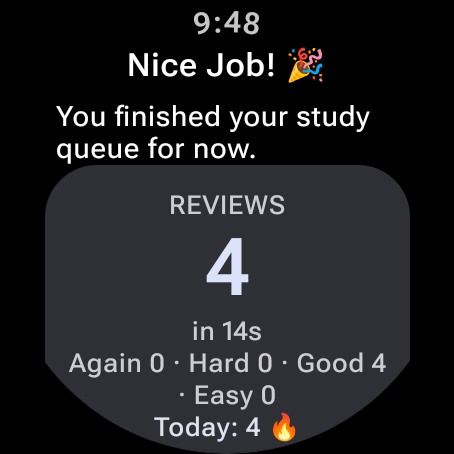 9:48
Nice Job! 🎉
You finished your study
queue for now.
REVIEWS
4
in 14s
Again 0 · Hard 0 · Good 4
· Easy 0
Today: 4 🔥